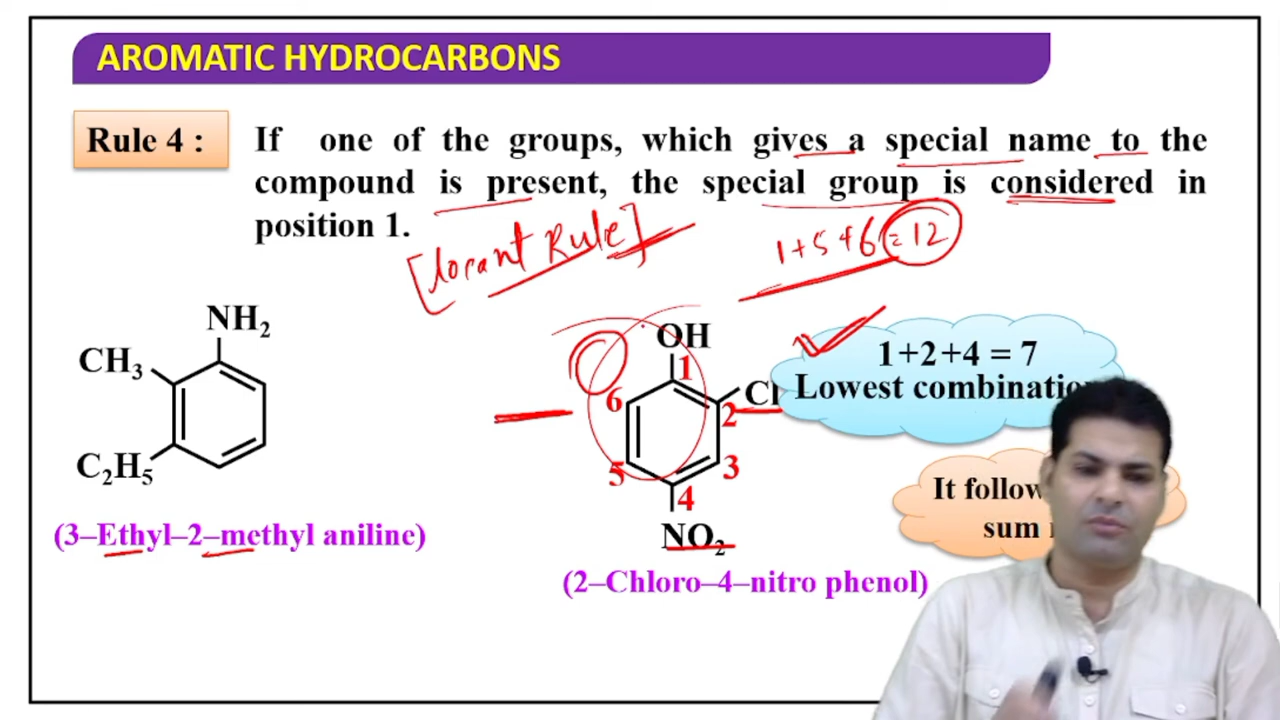 AROMATIC HYDROCARBONS
Rule 4 :
If one of the groups, which gives a special name to the
compound is present, the special group is considered in
position 1.
[locant Rule]
1+5+6=12
NH2
CH3
C2H5
(3–Ethyl–2–methyl aniline)
OH
1
6
Cl
2
5
3
4
NO2
(2–Chloro–4–nitro phenol)
1+2+4 = 7
Lowest combination
It follow
sum